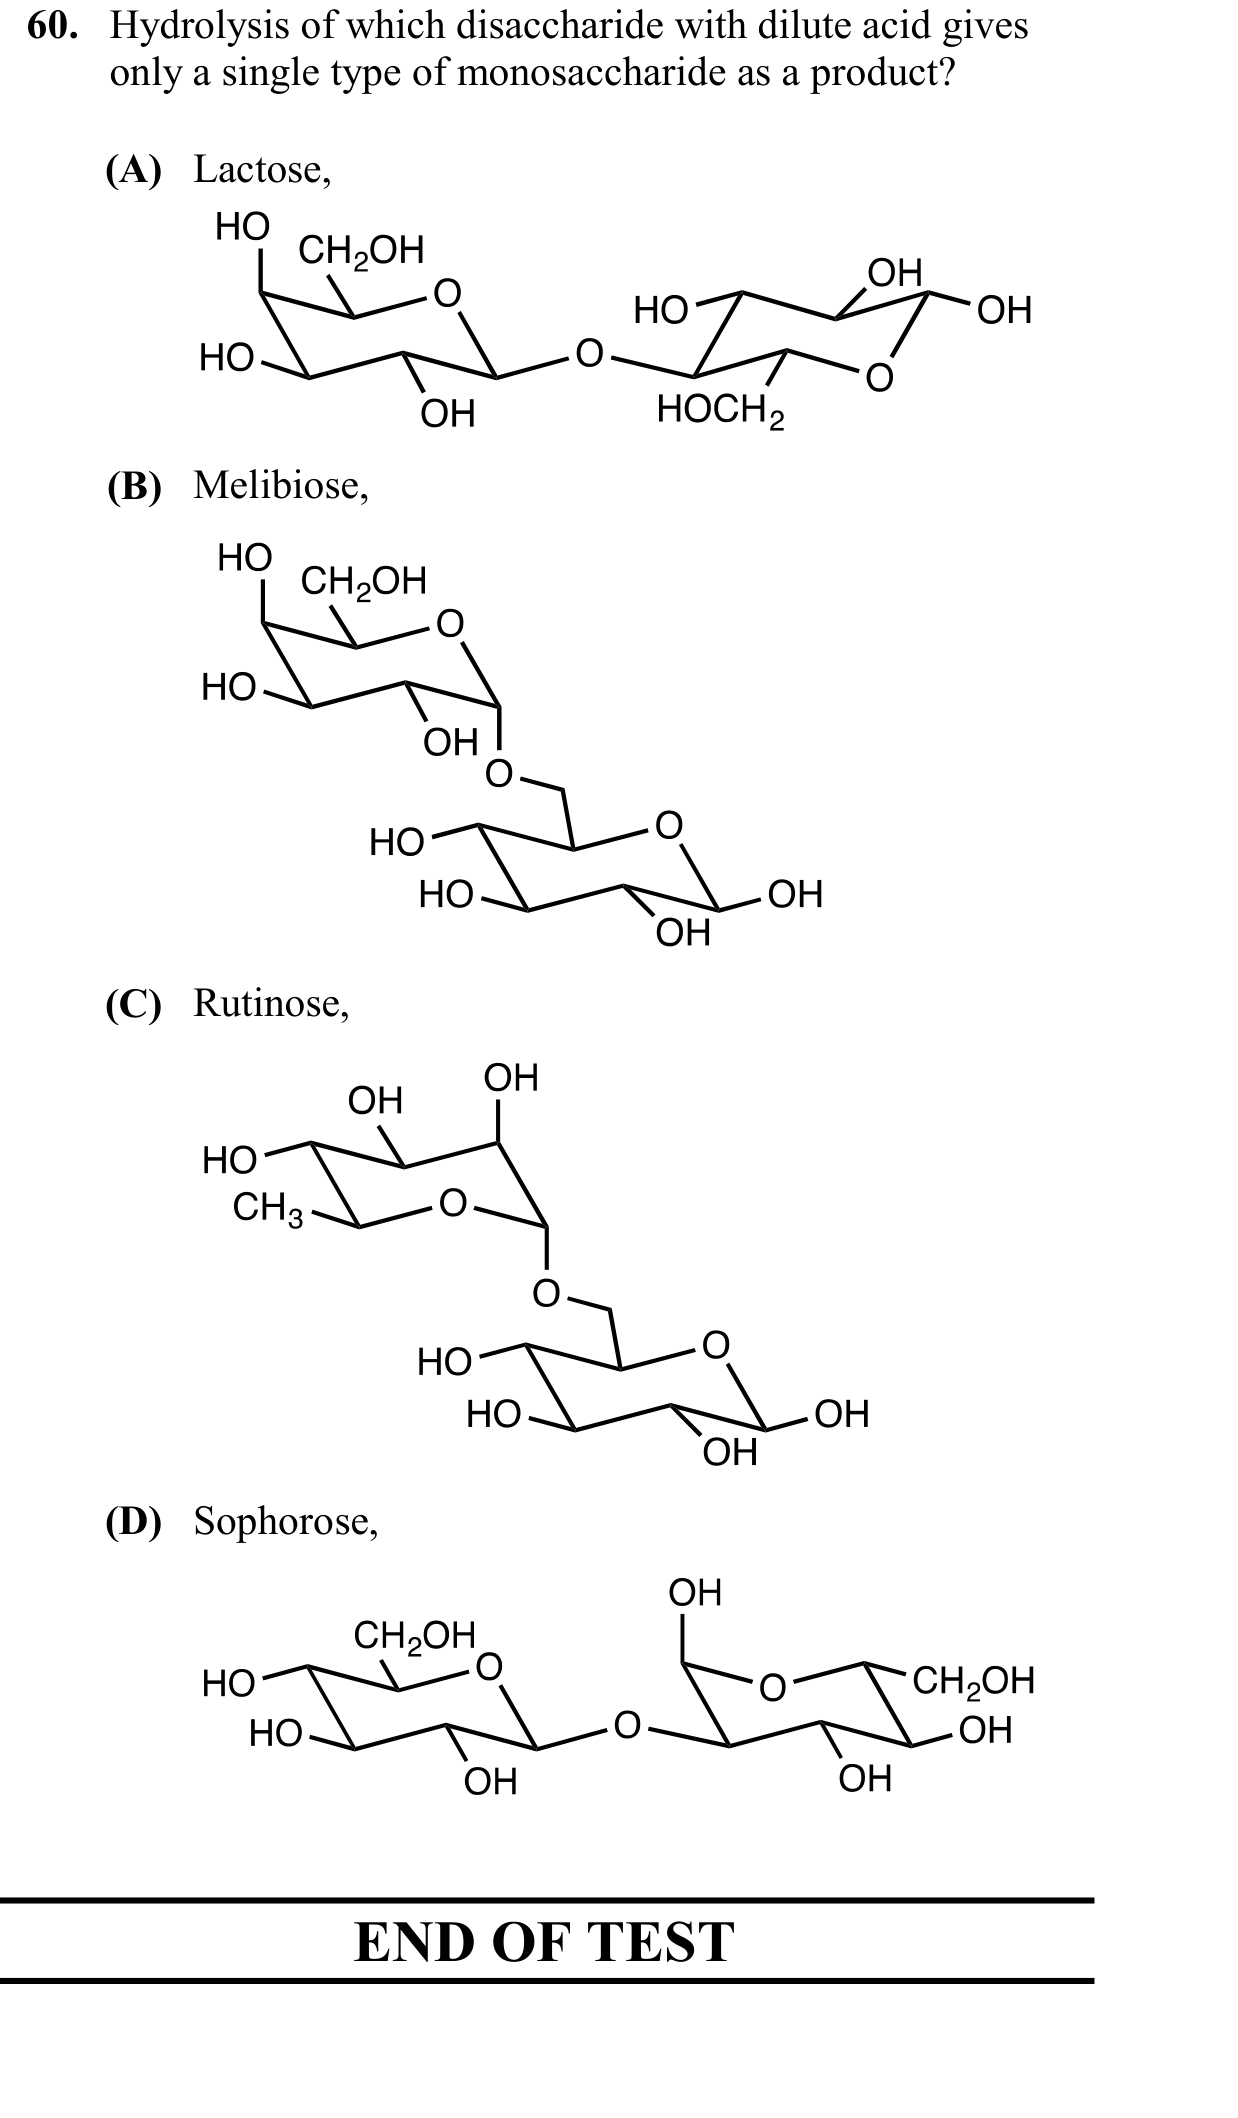 60. Hydrolysis of which disaccharide with dilute acid gives
only a single type of monosaccharide as a product?
(A) Lactose,
HO
CH₂OH
O
OH
HO
OH
HO
O
O
OH
HOCH₂
(B) Melibiose,
HO
CH₂OH
O
HO
OH
O
O
HO
HO
OH
OH
(C) Rutinose,
OH
OH
HO
CH₃
O
O
O
HO
HO
OH
OH
(D) Sophorose,
OH
CH₂OH
O
HO
O
CH₂OH
HO
O
OH
OH
OH
END OF TEST